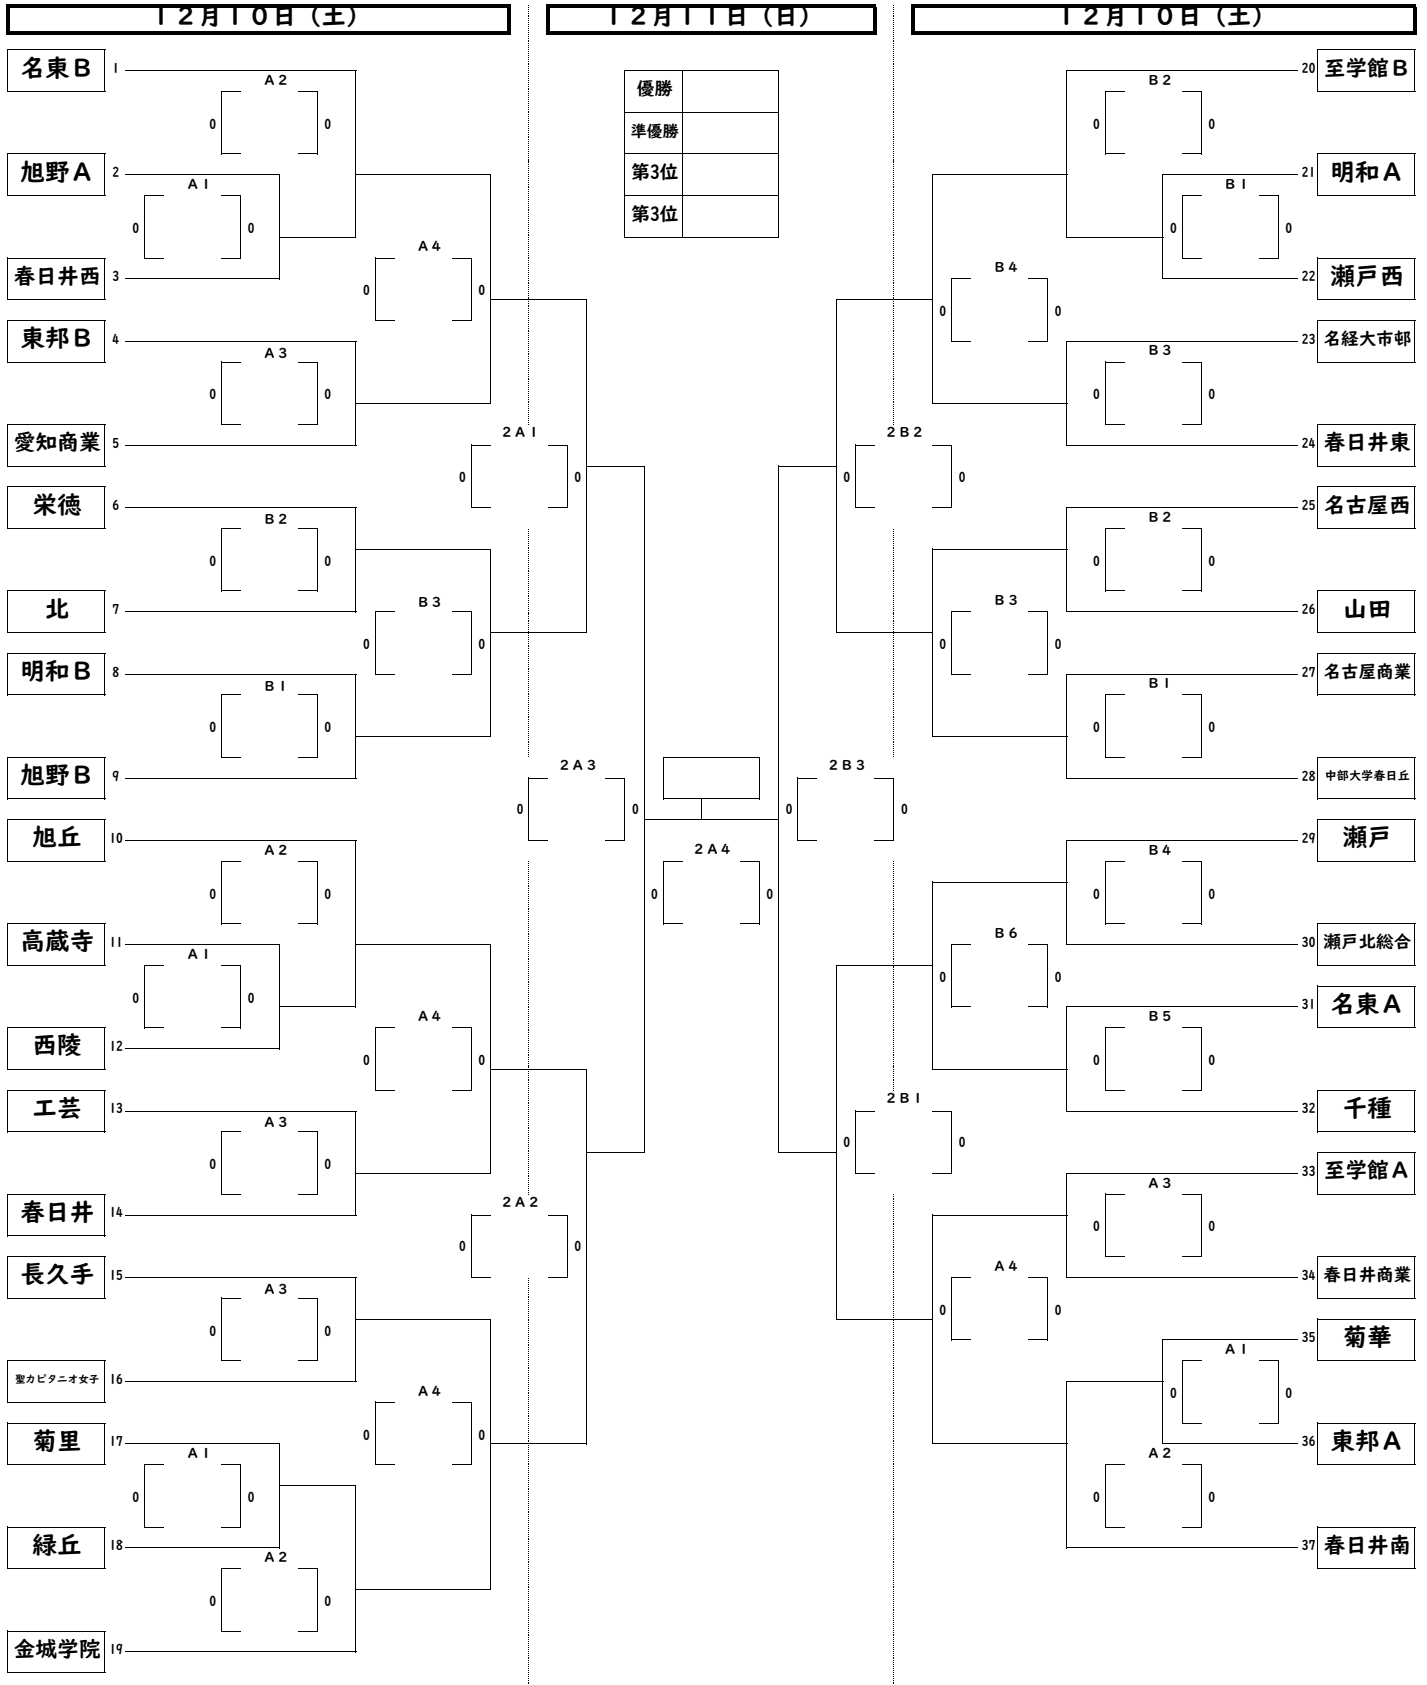 12月10日（土）
12月11日（日）
12月10日（土）
優勝
準優勝
第3位
第3位
名東B 1
A2
0 0
旭野A 2
A1
0 0
春日井西 3
A4
0 0
東邦B 4
A3
0 0
愛知商業 5
2A1
0 0
栄徳 6
B2
0 0
北 7
B3
0 0
明和B 8
B1
0 0
旭野B 9
2A3
0 0
旭丘 10
A2
0 0
高蔵寺 11
A1
0 0
西陵 12
A4
0 0
工芸 13
A3
0 0
春日井 14
2A2
0 0
長久手 15
A3
0 0
聖カピタニオ女子 16
A4
0 0
菊里 17
A1
0 0
緑丘 18
A2
0 0
金城学院 19
2A4
0 0
20 至学館B
B2
0 0
21 明和A
B1
0 0
22 瀬戸西
B4
0 0
23 名経大市邨
B3
0 0
24 春日井東
2B2
0 0
25 名古屋西
B2
0 0
26 山田
B3
0 0
27 名古屋商業
B1
0 0
28 中部大学春日丘
2B3
0 0
29 瀬戸
B4
0 0
30 瀬戸北総合
B6
0 0
31 名東A
B5
0 0
32 千種
2B1
0 0
33 至学館A
A3
0 0
34 春日井商業
A4
0 0
35 菊華
A1
0 0
36 東邦A
A2
0 0
37 春日井南